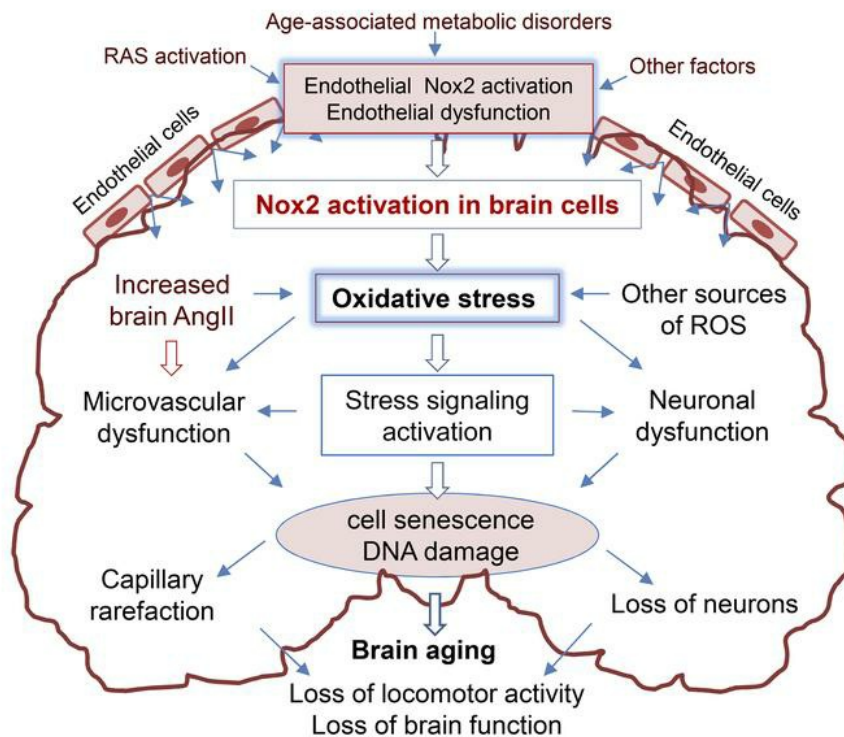 Age-associated metabolic disorders
RAS activation
Other factors
Endothelial Nox2 activation
Endothelial dysfunction
Endothelial cells
Endothelial cells
Nox2 activation in brain cells
Increased
brain AngII
Oxidative stress
Other sources
of ROS
Microvascular
dysfunction
Stress signaling
activation
Neuronal
dysfunction
cell senescence
DNA damage
Capillary
rarefaction
Loss of neurons
Brain aging
Loss of locomotor activity
Loss of brain function